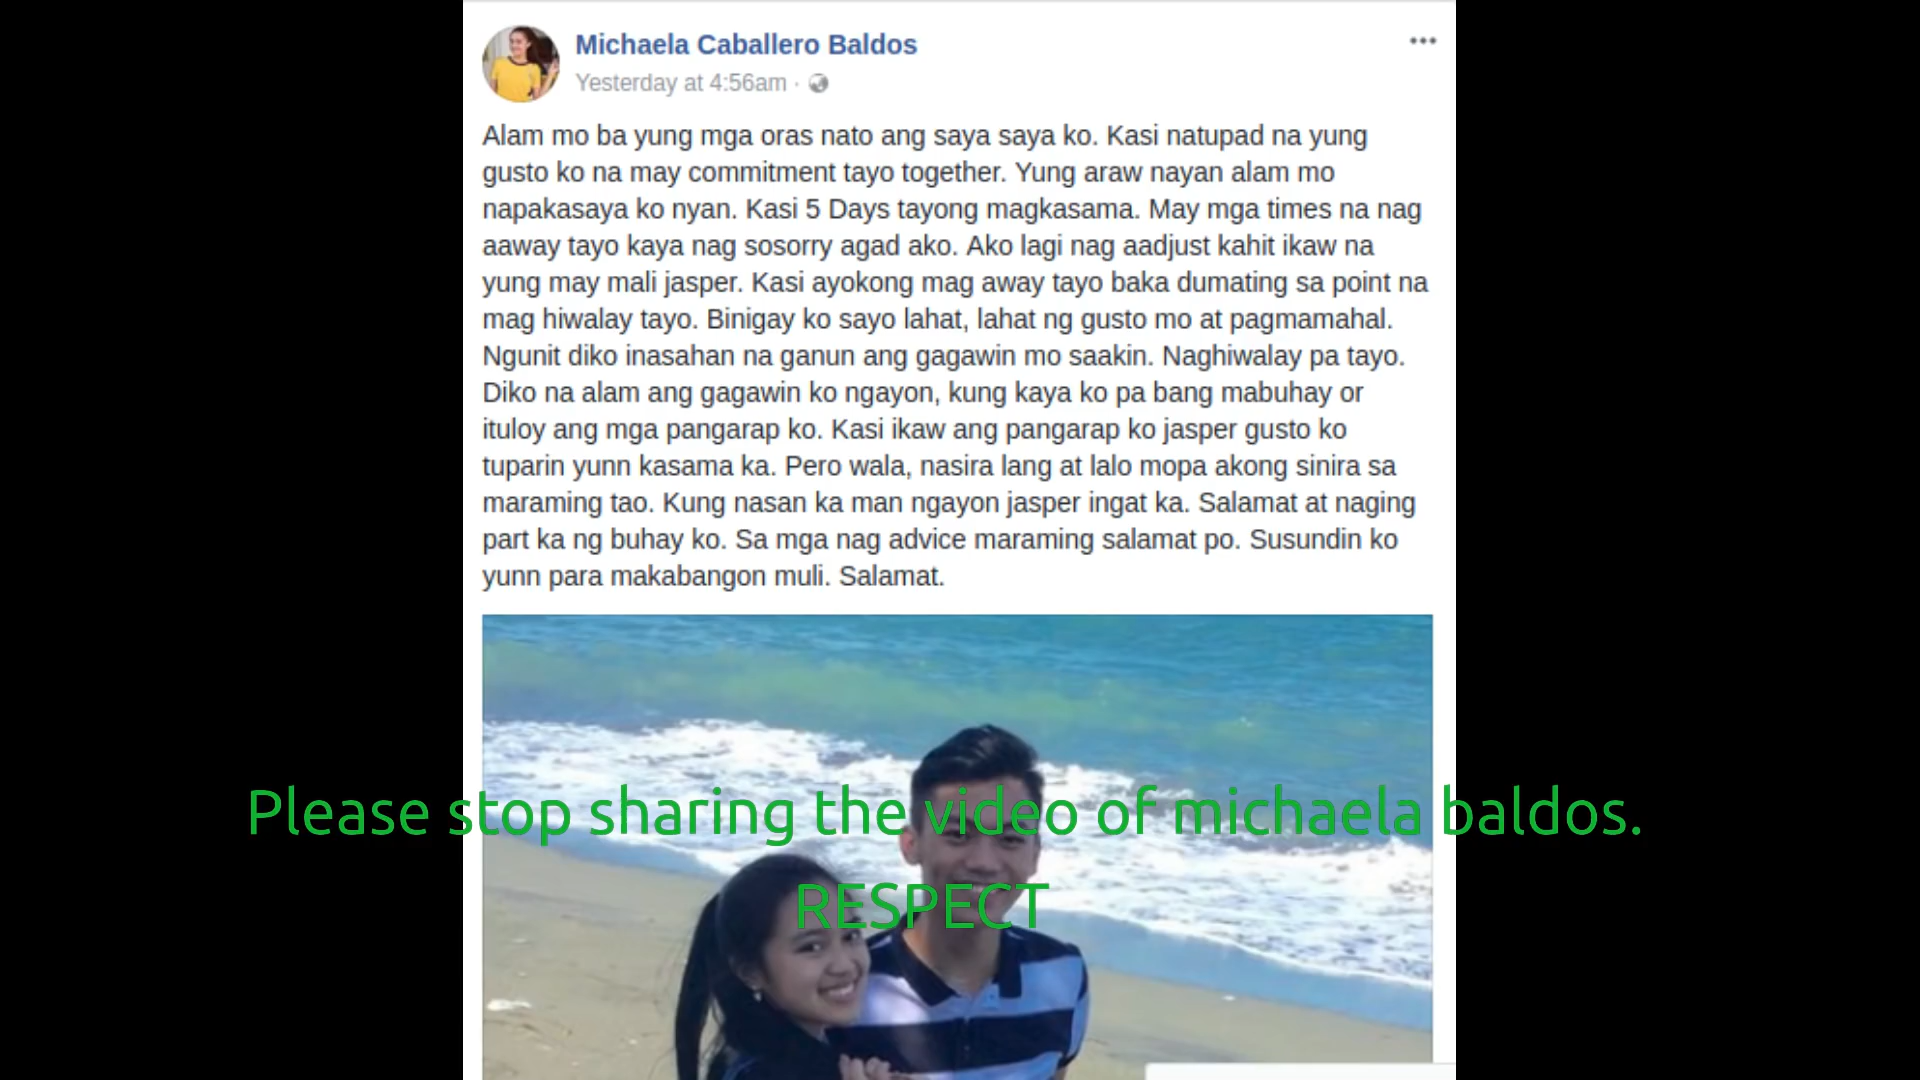 Michaela Caballero Baldos
Yesterday at 4:56am ·
Alam mo ba yung mga oras nato ang saya saya ko. Kasi natupad na yung
gusto ko na may commitment tayo together. Yung araw nayan alam mo
napakasaya ko nyan. Kasi 5 Days tayong magkasama. May mga times na nag
aaway tayo kaya nag sosorry agad ako. Ako lagi nag aadjust kahit ikaw na
yung may mali jasper. Kasi ayokong mag away tayo baka dumating sa point na
mag hiwalay tayo. Binigay ko sayo lahat, lahat ng gusto mo at pagmamahal.
Ngunit diko inasahan na ganun ang gagawin mo saakin. Naghiwalay pa tayo.
Diko na alam ang gagawin ko ngayon, kung kaya ko pa bang mabuhay or
ituloy ang mga pangarap ko. Kasi ikaw ang pangarap ko jasper gusto ko
tuparin yunn kasama ka. Pero wala, nasira lang at lalo mopa akong sinira sa
maraming tao. Kung nasan ka man ngayon jasper ingat ka. Salamat at naging
part ka ng buhay ko. Sa mga nag advice maraming salamat po. Susundin ko
yunn para makabangon muli. Salamat.
Please stop sharing the video of michaela baldos.
RESPECT